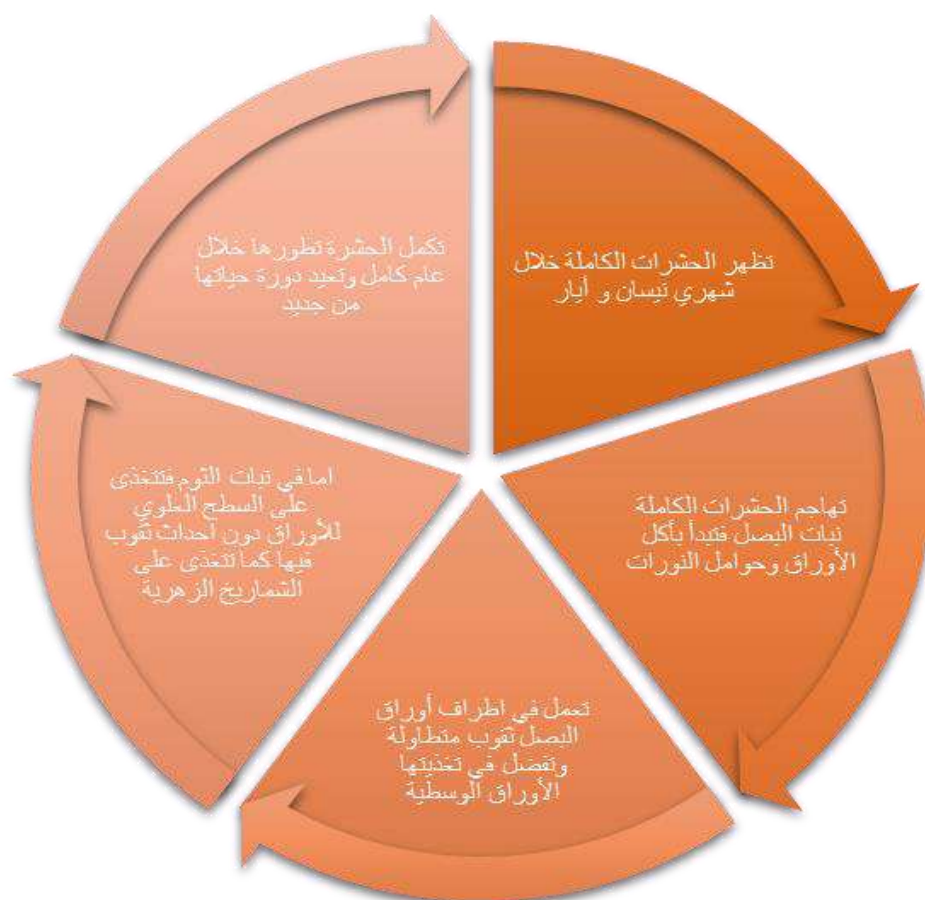 تظهر الحشرات الكاملة خلال
شهري نيسان و أيار
تهاجم الحشرات الكاملة
نبات البصل فتبدأ بأكل
الأوراق وحوامل النورات
تعمل في اطراف أوراق
البصل ثقوب متطاولة
وتفضل في تغذيتها
الأوراق الوسطية
اما في نبات الثوم فتتغذى
على السطح العلوي
للأوراق دون احداث ثقوب
فيها كما تتغذى على
الشماريخ الزهرية
تكمل الحشرة تطورها خلال
عام كامل وتعيد دورة حياتها
من جديد